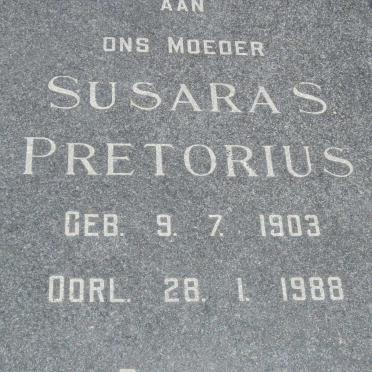 AAN
ONS MOEDER
SUSARA S.
PRETORIUS
GEB. 9. 7. 1903
OORL. 28. 1. 1988